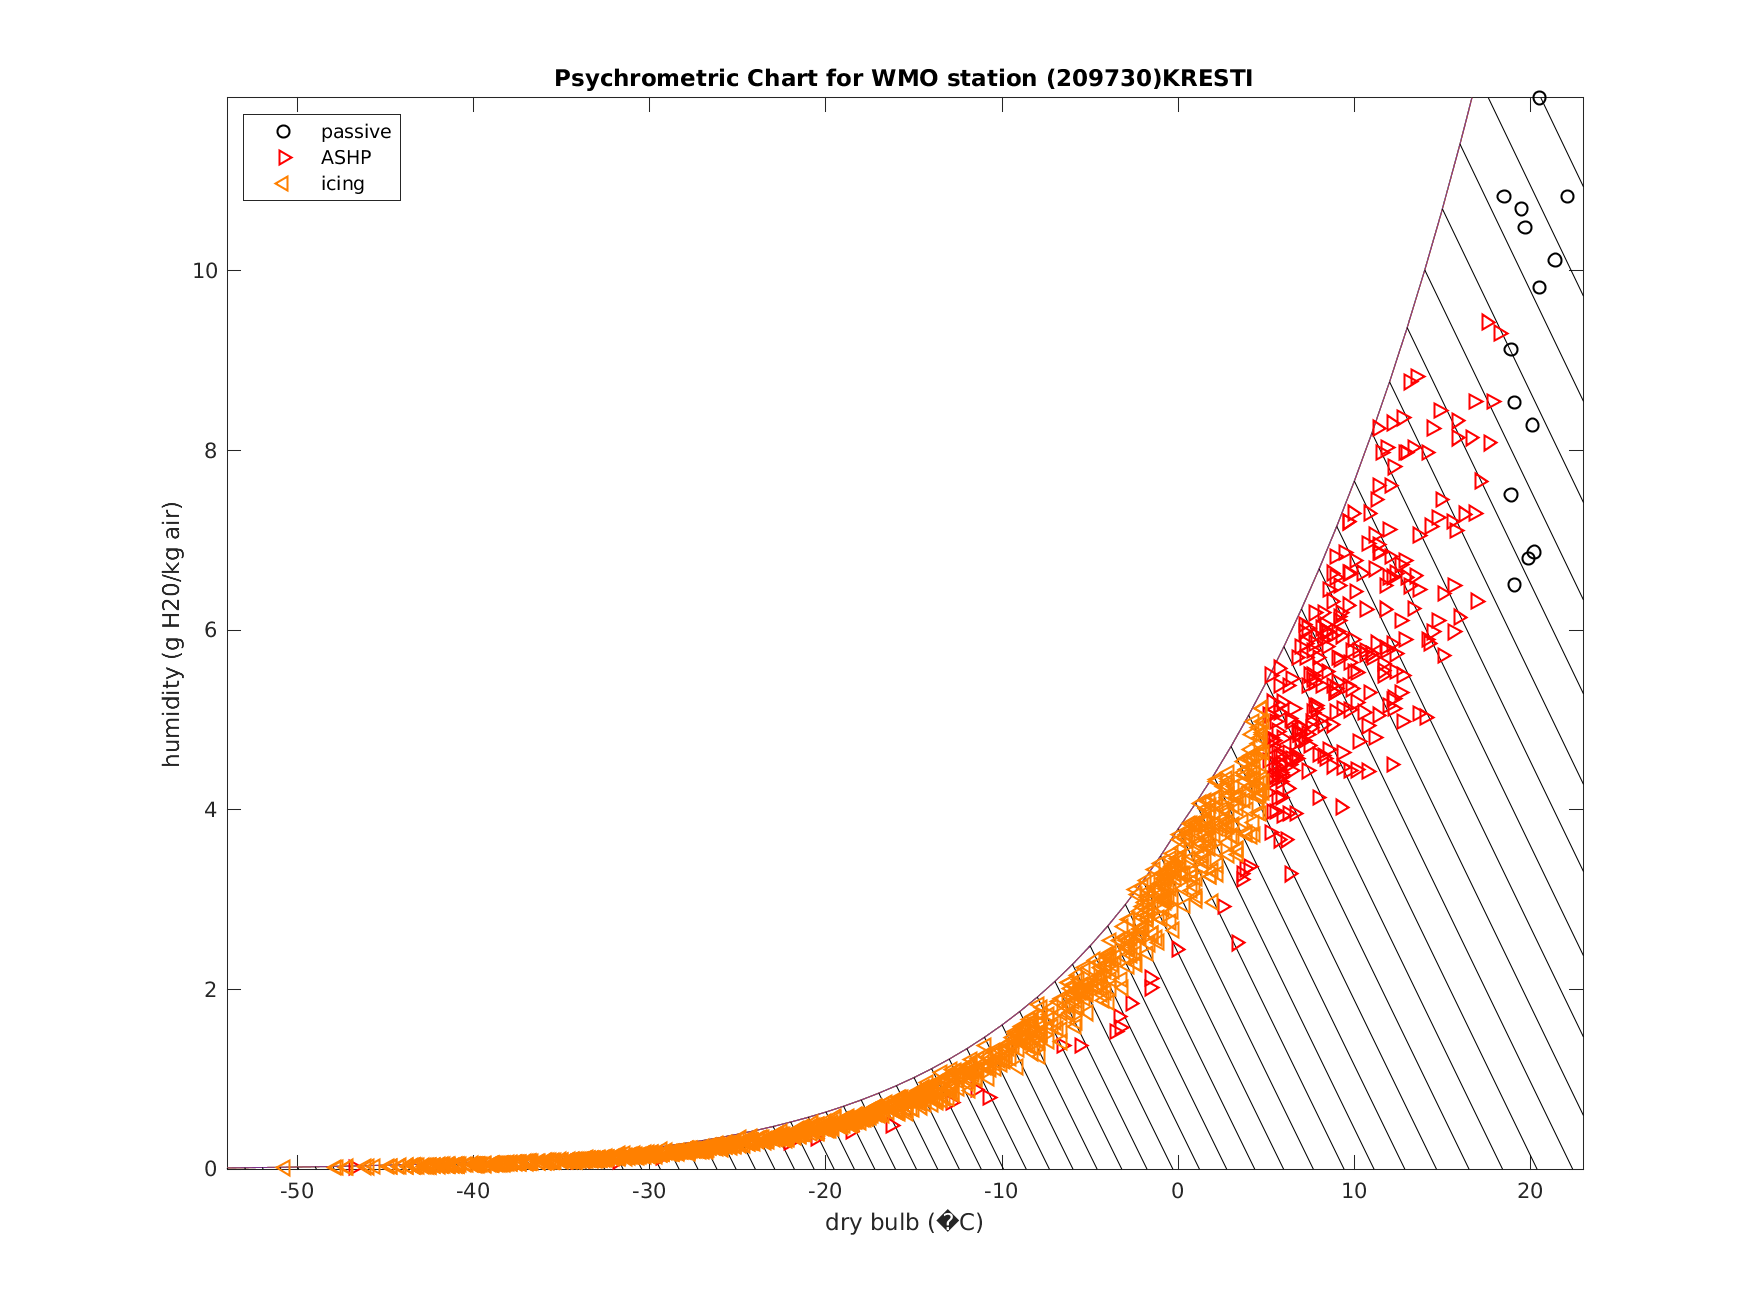 Psychrometric Chart for WMO station (209730)KRESTI
passive
ASHP
icing
humidity (g H20/kg air)
10
8
6
4
2
0
-50 -40 -30 -20 -10 0 10 20
dry bulb (�C)